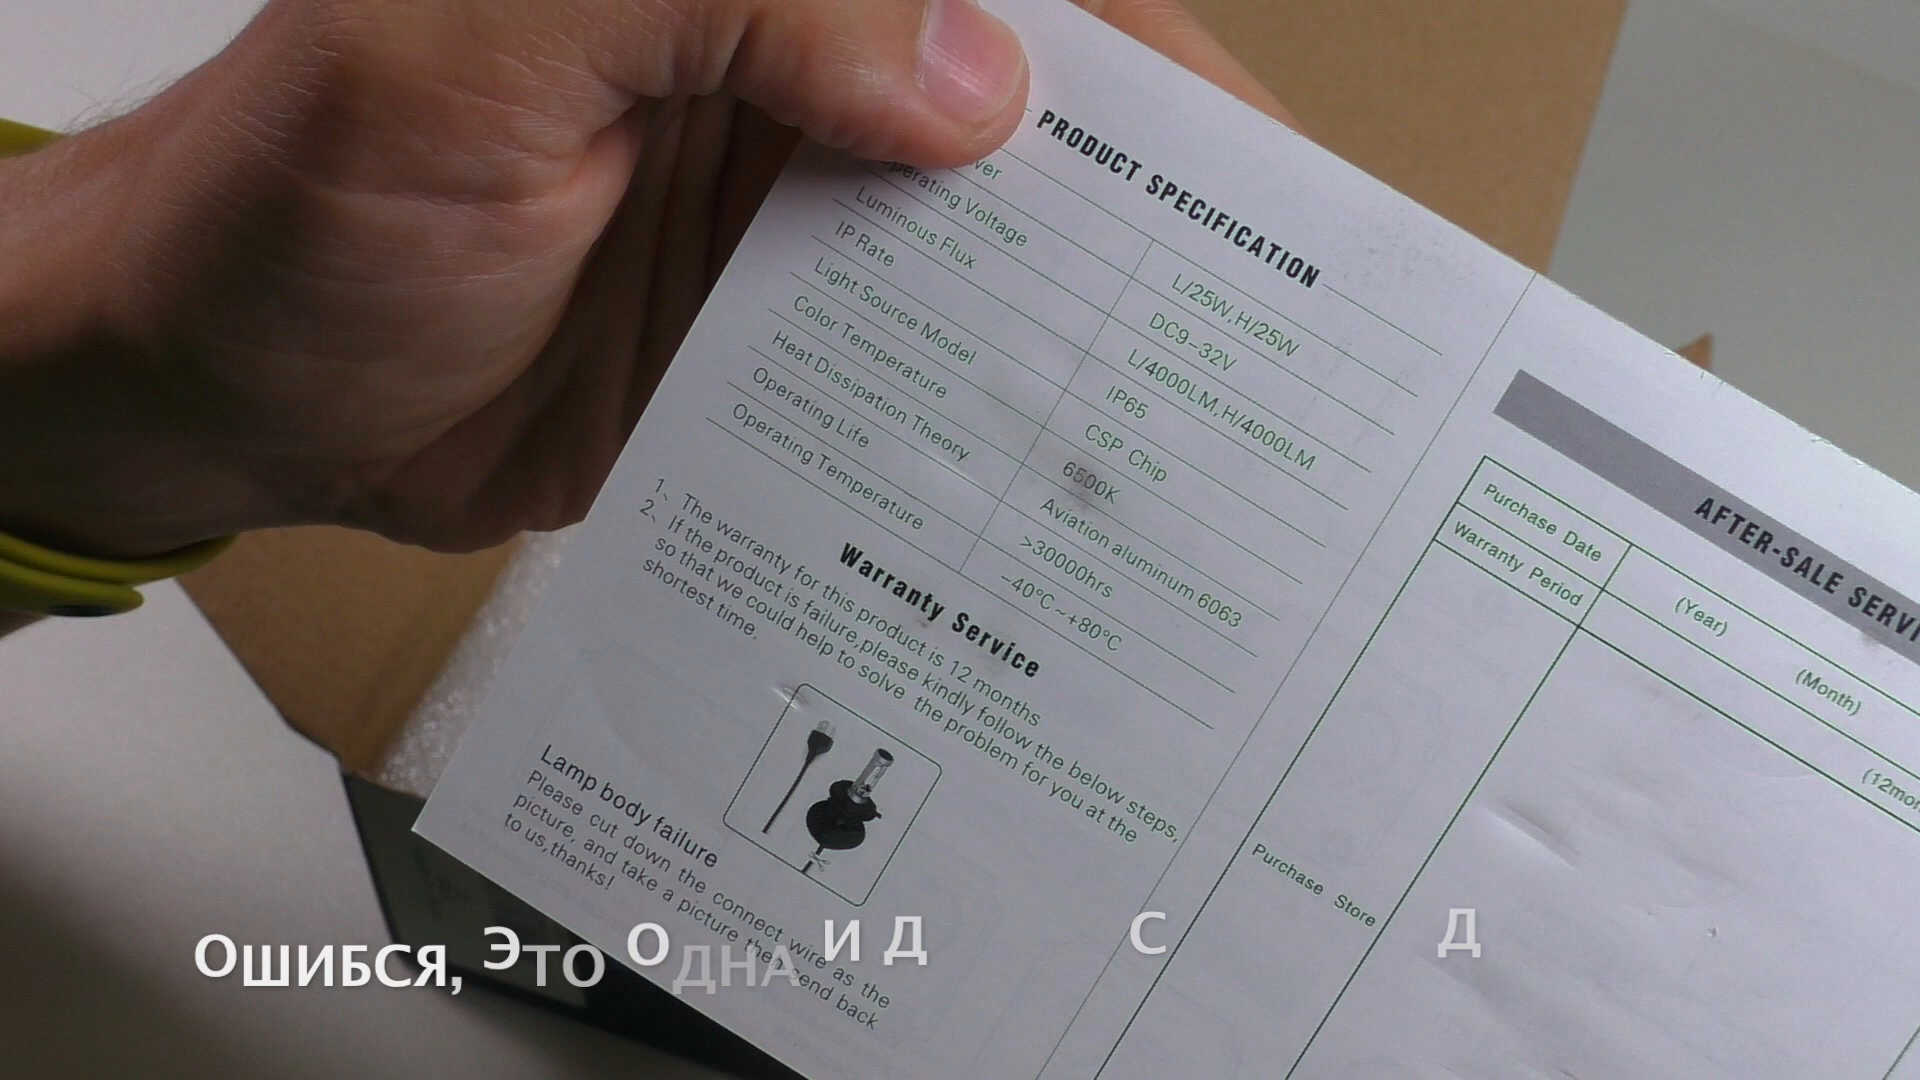 PRODUCT SPECIFICATION
L/25W,H/25W
Operating Voltage DC9-32V
Luminous Flux L/4000LM,H/4000LM
IP Rate IP65
Light Source Model CSP Chip
Color Temperature 6500K
Heat Dissipation Theory Aviation aluminum 6063
Operating Life >30000hrs
Operating Temperature -40°C~+80°C
Warranty Service
1、The warranty for this product is 12 months
2、If the product is failure,please kindly follow the below steps,
so that we could help to solve the problem for you at the
shortest time.
Lamp body failure
Please cut down the connect wire as the
picture, and take a picture then send back
to us,thanks!
AFTER-SALE
Purchase Date (Year) (Month)
Warranty Period
Purchase Store
Ошибся, Это Одна и Д С Д